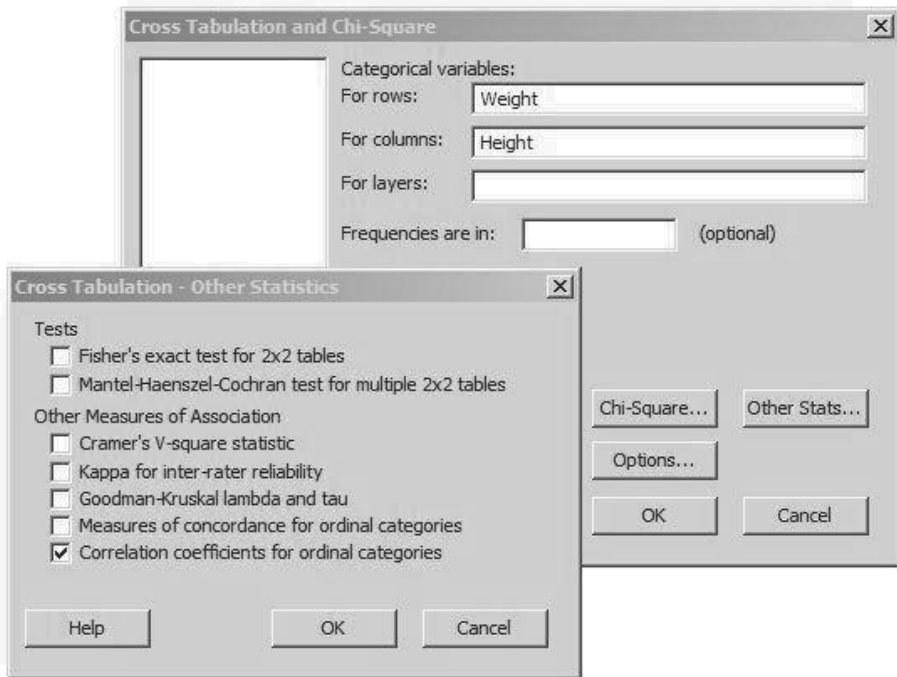 Cross Tabulation and Chi-Square
Categorical variables:
For rows: Weight
For columns: Height
For layers:
Frequencies are in: (optional)
Chi-Square... Other Stats...
Options...
OK Cancel
Cross Tabulation - Other Statistics
Tests
Fisher's exact test for 2x2 tables
Mantel-Haenszel-Cochran test for multiple 2x2 tables
Other Measures of Association
Cramer's V-square statistic
Kappa for inter-rater reliability
Goodman-Kruskal lambda and tau
Measures of concordance for ordinal categories
Correlation coefficients for ordinal categories
Help OK Cancel